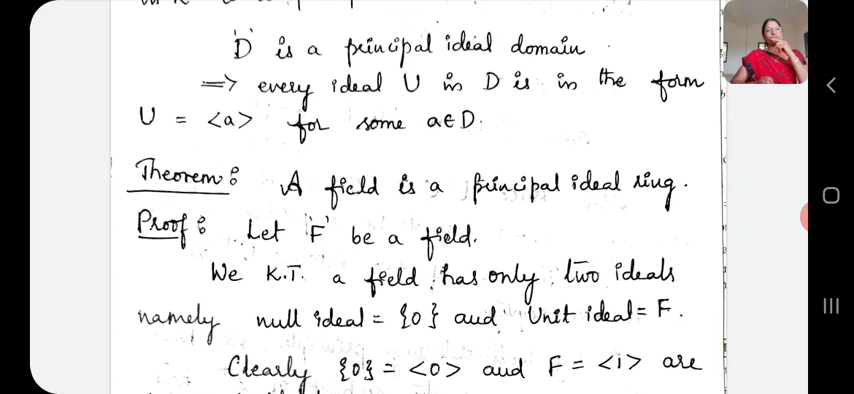 'D' is a principal ideal domain
=> every ideal U in D is in the form
U = <a> for some a∈D.
Theorem: A field is a principal ideal ring.
Proof: Let 'F' be a field.
We K.T. a field has only two ideals
namely null ideal = {0} and Unit ideal = F.
Clearly {0} = <0> and F = <1> are